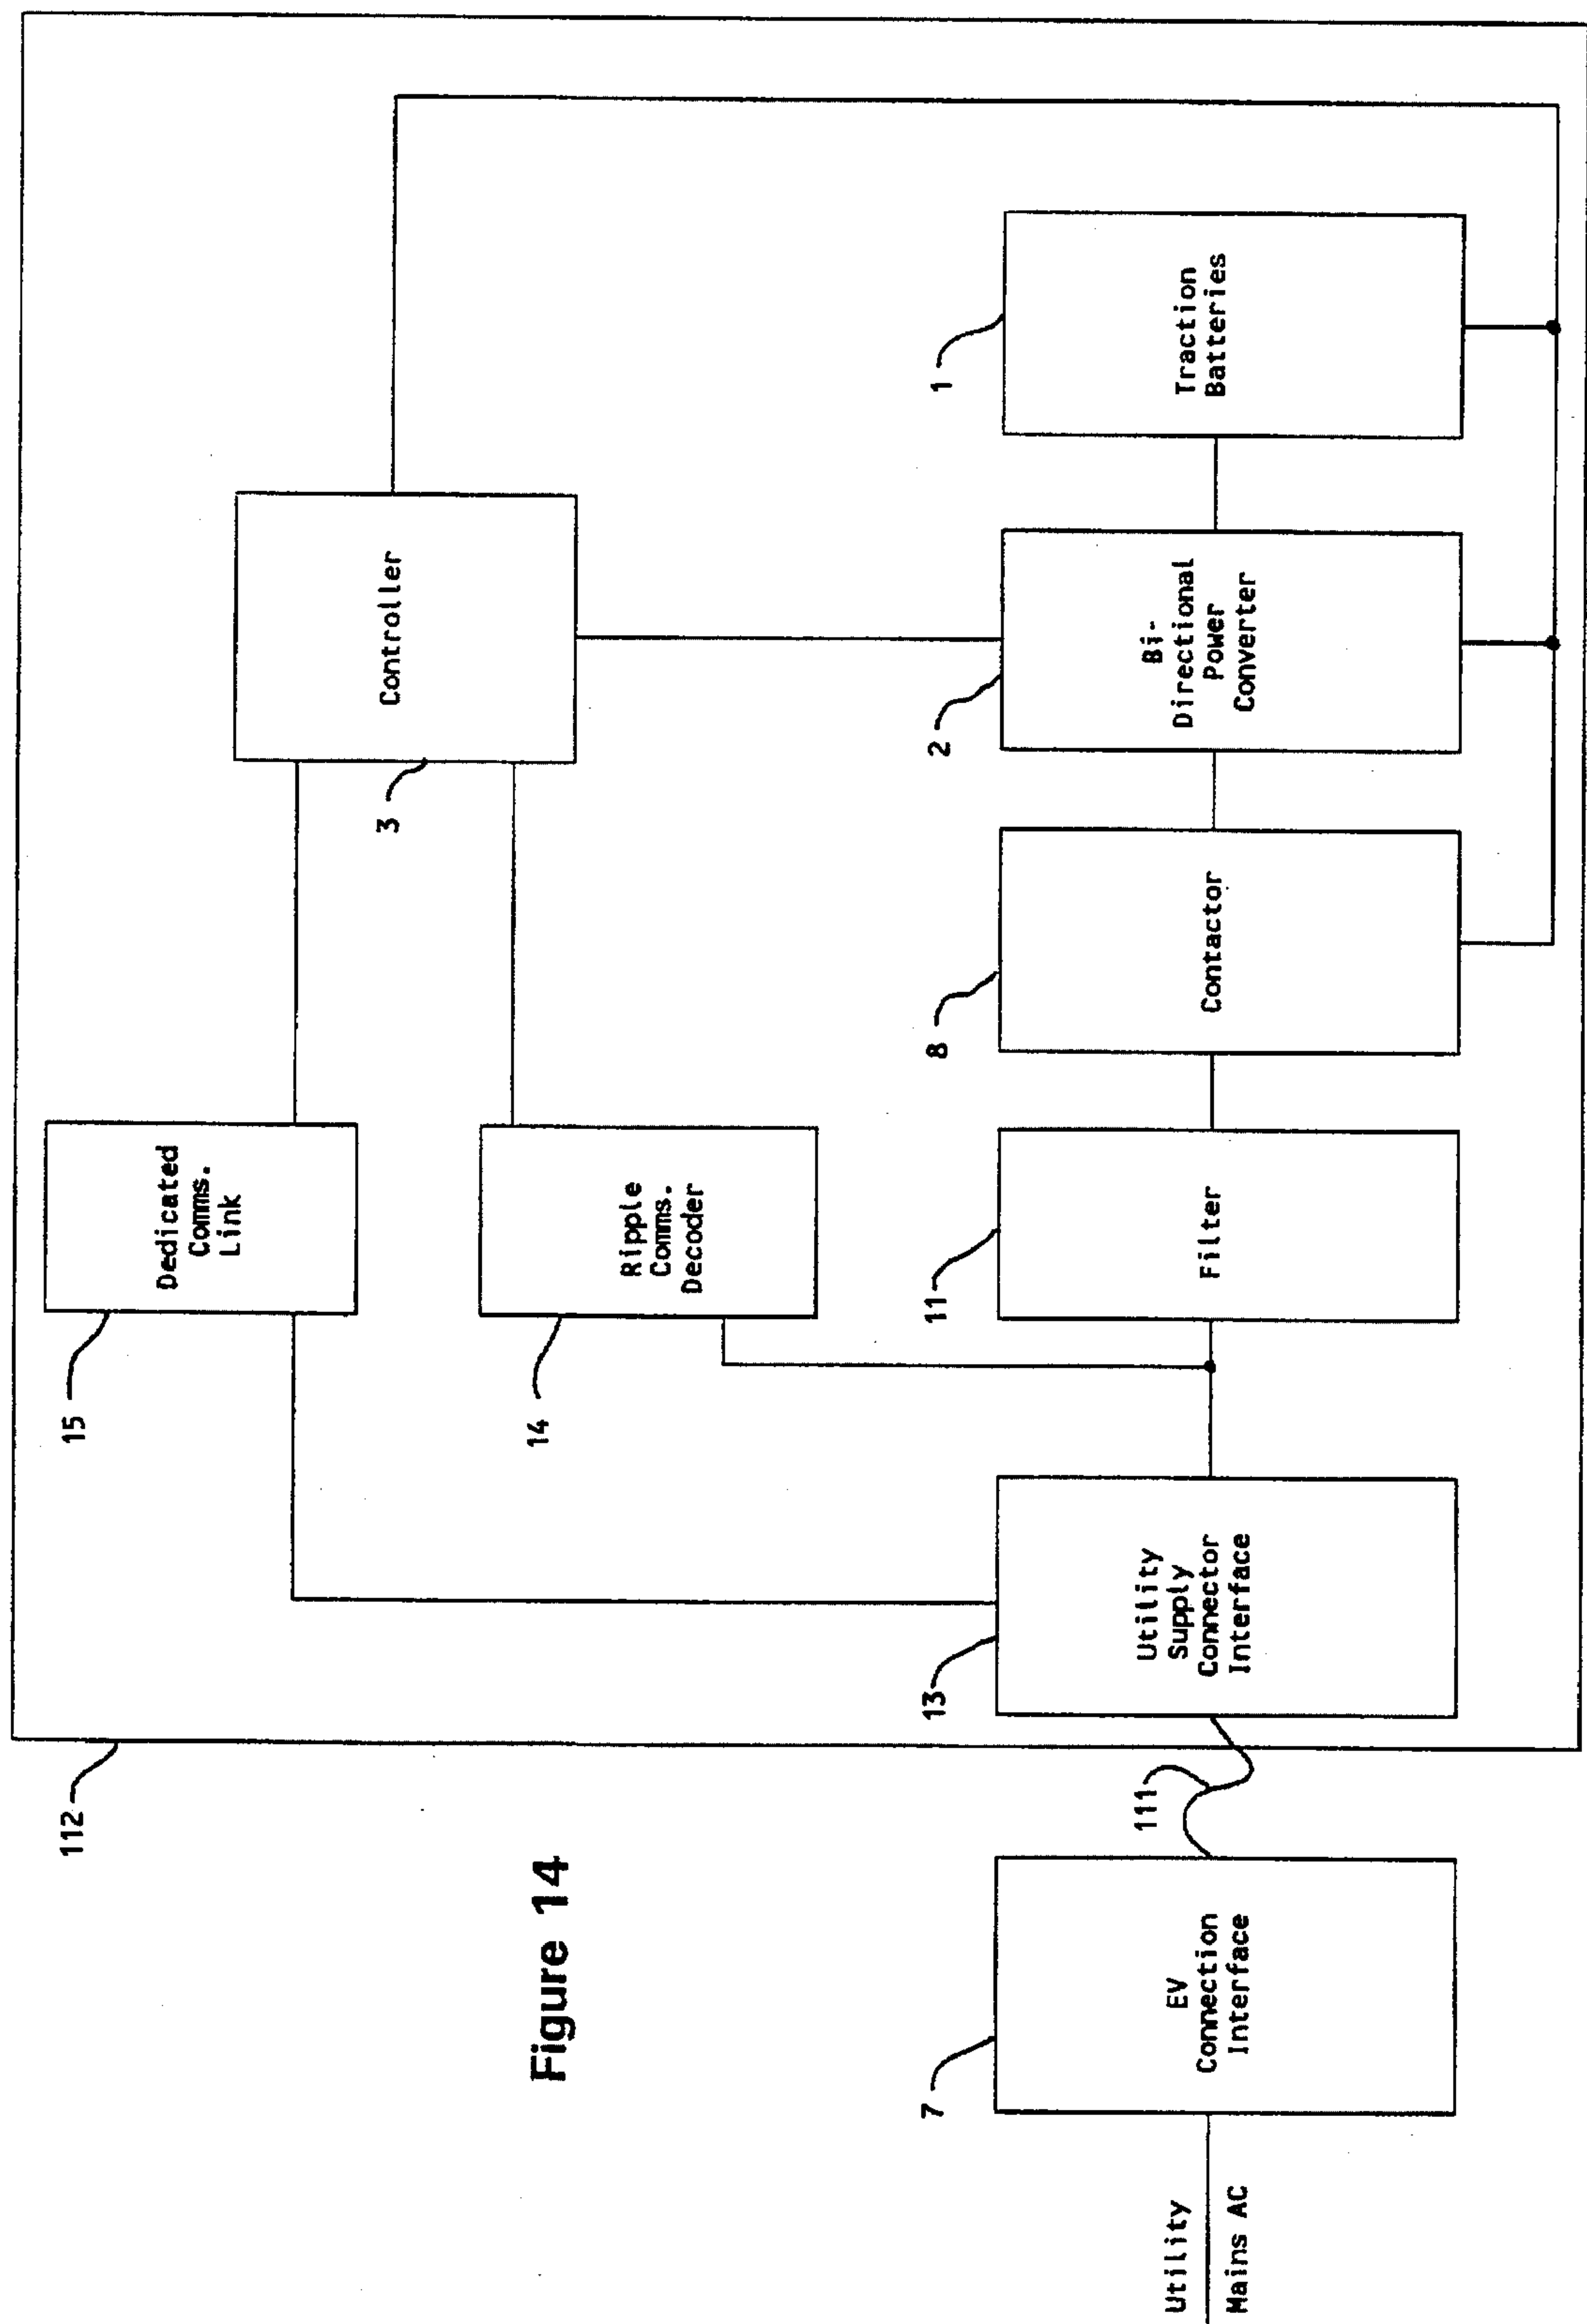 112
15
Dedicated
Comms.
Link
14
Ripple
Comms.
Decoder
3
Controller
Figure 14
Utility
Mains AC
7
EV
Connection
Interface
111
13
Utility
Supply
Connector
Interface
11
Filter
8
Contactor
2
Bi-
Directional
Power
Converter
1
Traction
Batteries